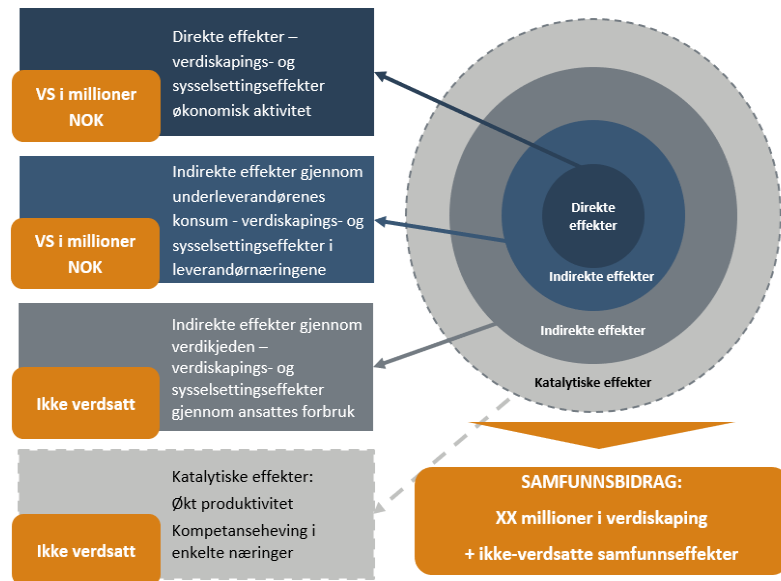 Direkte effekter –
verdiskapings- og
sysselsettingseffekter
økonomisk aktivitet
VS i millioner
NOK
Indirekte effekter gjennom
underleverandørenes
konsum - verdiskapings- og
sysselsettingseffekter i
leverandørnæringene
VS i millioner
NOK
Indirekte effekter gjennom
verdikjeden –
verdiskapings- og
sysselsettingseffekter
gjennom ansattes forbruk
Ikke verdsatt
Katalytiske effekter:
Økt produktivitet
Kompetanseheving i
enkelte næringer
Ikke verdsatt
Direkte
effekter
Indirekte effekter
Indirekte effekter
Katalytiske effekter
SAMFUNNSBIDRAG:
XX millioner i verdiskaping
+ ikke-verdsatte samfunnseffekter